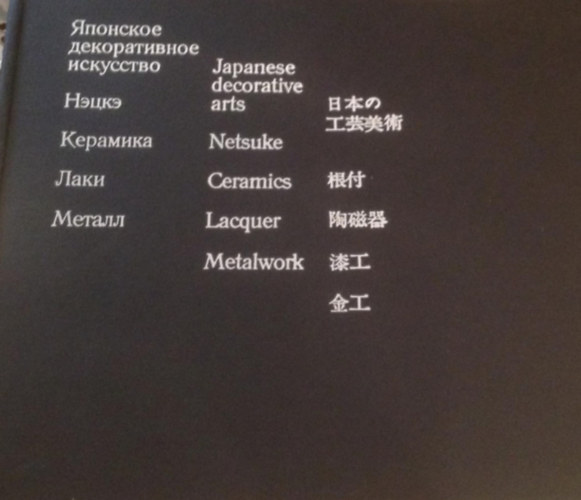 Японское
декоративное
искусство
Нэцкэ
Керамика
Лаки
Металл
Japanese
decorative
arts
Netsuke
Ceramics
Lacquer
Metalwork
日本の
工芸美術
根付
陶磁器
漆工
金工